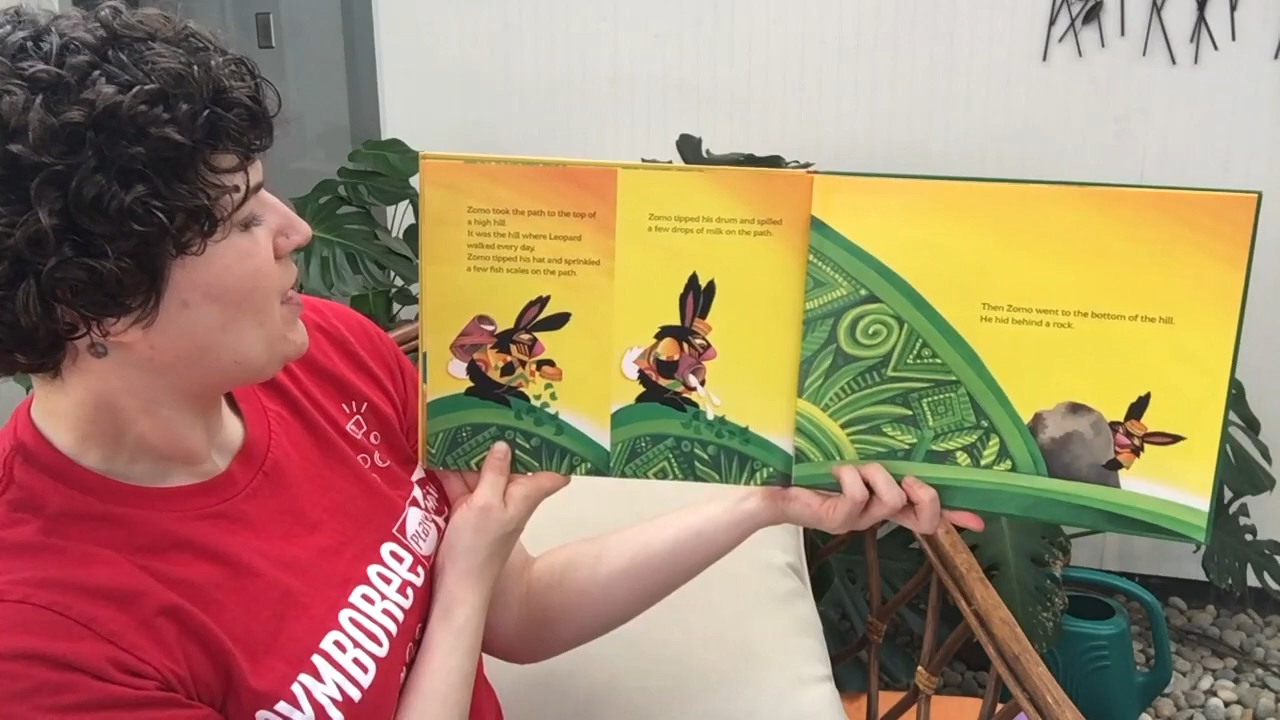 Zomo took the path to the top of
a high hill.
It was the hill where Leopard
walked every day.
Zomo tipped his hat and sprinkled
a few fish scales on the path.
Zomo tipped his drum and spilled
a few drops of milk on the path.
Then Zomo went to the bottom of the hill.
He hid behind a rock.
GYMBOREE